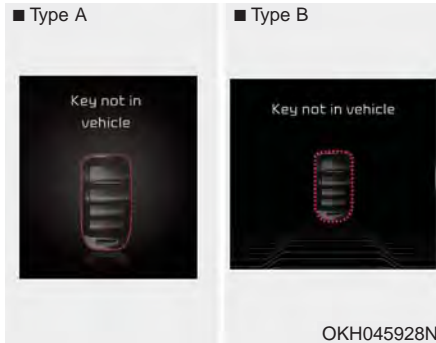 ■ Type A
■ Type B
Key not in
vehicle
Key not in vehicle
OKH045928N